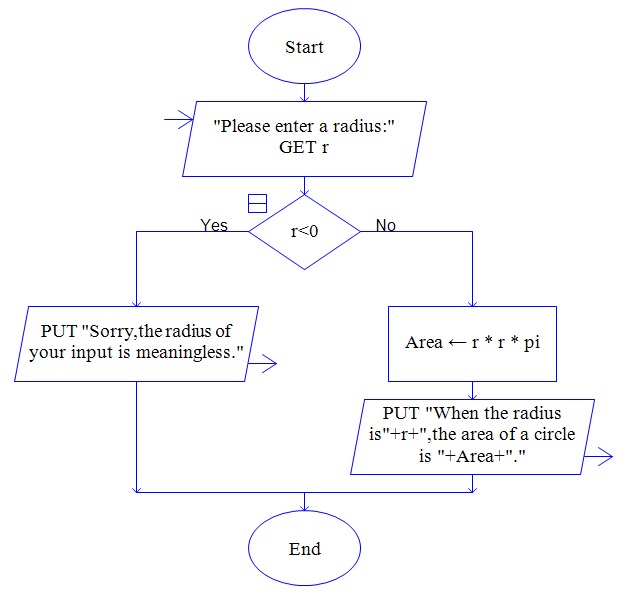 Start
"Please enter a radius:"
GET r
r<0
Yes
No
PUT "Sorry,the radius of
your input is meaningless."
Area ← r * r * pi
PUT "When the radius
is"+r+",the area of a circle
is "+Area+"."
End